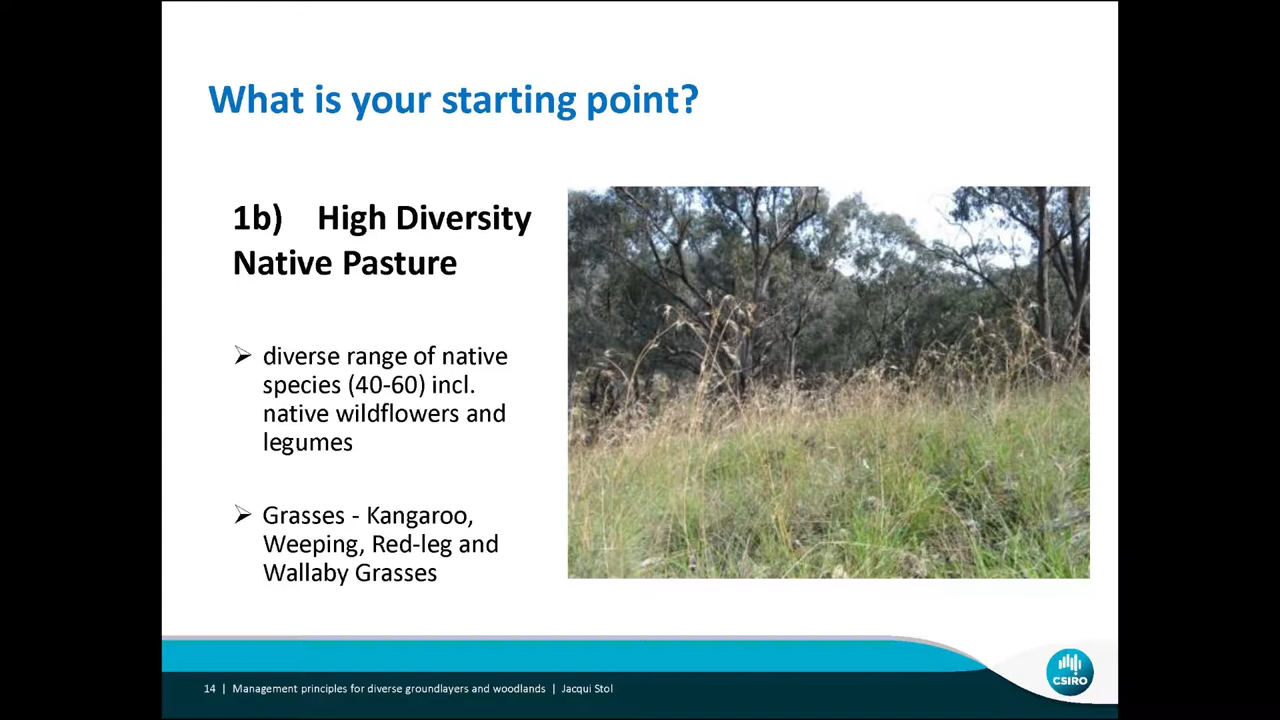 What is your starting point?
1b) High Diversity
Native Pasture
➢ diverse range of native
species (40-60) incl.
native wildflowers and
legumes
➢ Grasses - Kangaroo,
Weeping, Red-leg and
Wallaby Grasses
14 | Management principles for diverse groundlayers and woodlands | Jacqui Stol
CSIRO